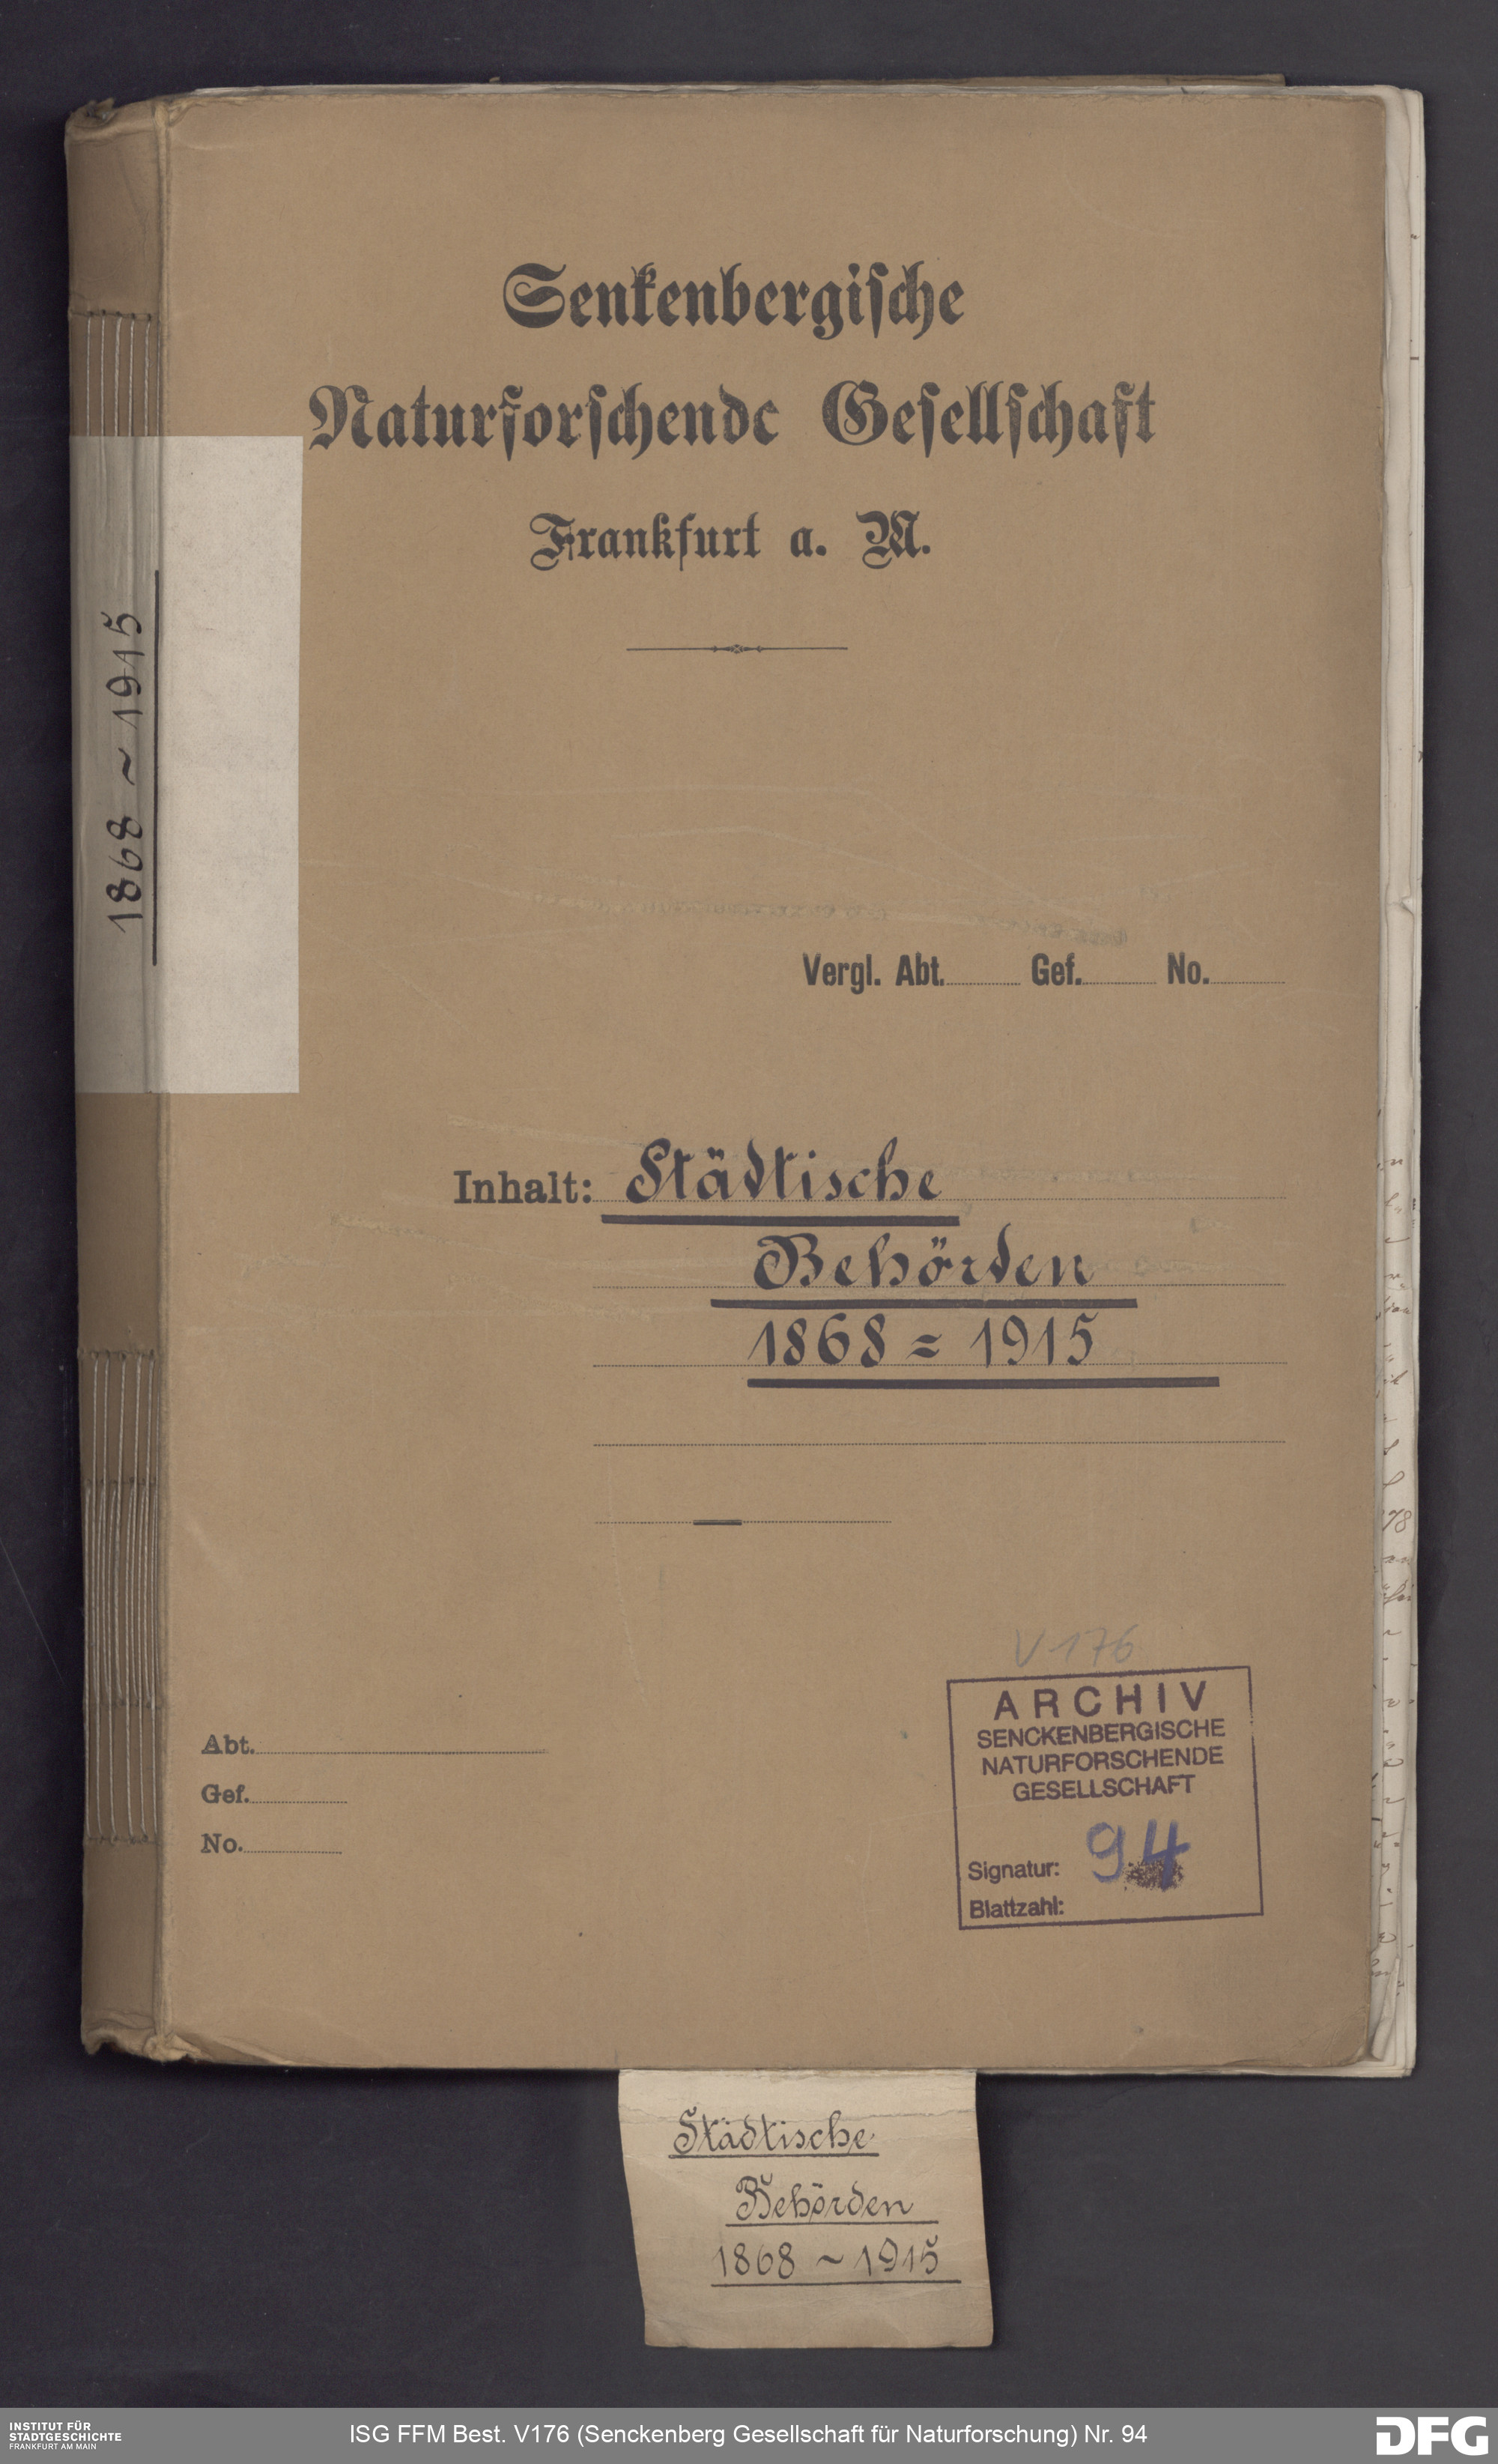 Senkenbergische
Naturforschende Gesellschaft
Frankfurt a. M.
1868 ~ 1915
Vergl. Abt. Gef. No.
Inhalt: Städtische
Behörden
1868 = 1915
V 176
ARCHIV
SENCKENBERGISCHE
NATURFORSCHENDE
GESELLSCHAFT
Signatur: 94
Blattzahl:
Abt.
Gef.
No.
Städtische
Behörden
1868 ~ 1915
INSTITUT FÜR
STADTGESCHICHTE
FRANKFURT AM MAIN
ISG FFM Best. V176 (Senckenberg Gesellschaft für Naturforschung) Nr. 94
DFG